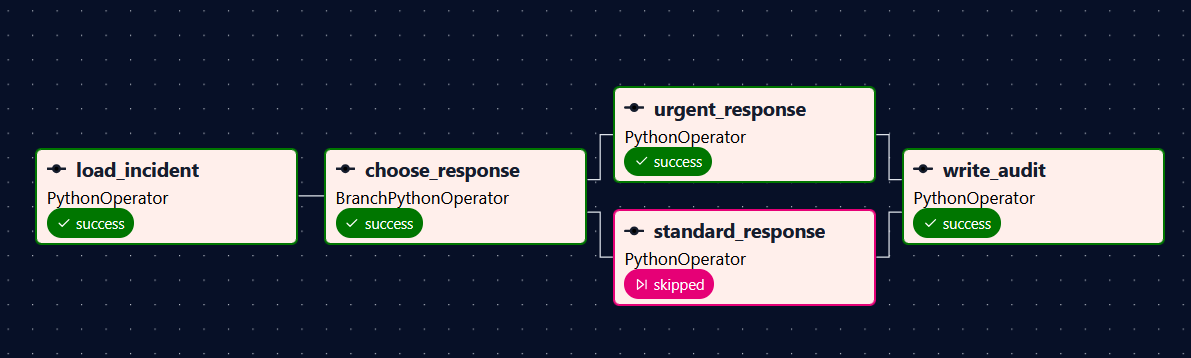 load_incident
PythonOperator
success
choose_response
BranchPythonOperator
success
urgent_response
PythonOperator
success
standard_response
PythonOperator
skipped
write_audit
PythonOperator
success